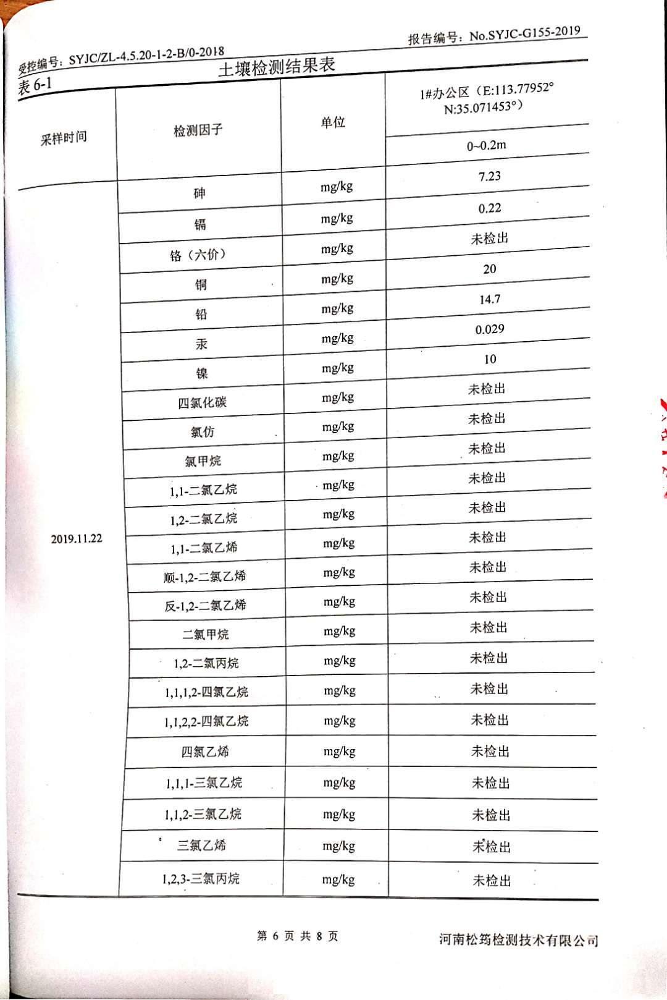 受控编号：SYJC/ZL-4.5.20-1-2-B/0-2018 报告编号：No.SYJC-G155-2019
表 6-1 土壤检测结果表
采样时间 检测因子 单位 1#办公区（E:113.77952°
N:35.071453°）
0~0.2m
砷 mg/kg 7.23
镉 mg/kg 0.22
铬（六价） mg/kg 未检出
铜 mg/kg 20
铅 mg/kg 14.7
汞 mg/kg 0.029
镍 mg/kg 10
四氯化碳 mg/kg 未检出
氯仿 mg/kg 未检出
氯甲烷 mg/kg 未检出
1,1-二氯乙烷 mg/kg 未检出
1,2-二氯乙烷 mg/kg 未检出
2019.11.22 1,1-二氯乙烯 mg/kg 未检出
顺-1,2-二氯乙烯 mg/kg 未检出
反-1,2-二氯乙烯 mg/kg 未检出
二氯甲烷 mg/kg 未检出
1,2-二氯丙烷 mg/kg 未检出
1,1,1,2-四氯乙烷 mg/kg 未检出
1,1,2,2-四氯乙烷 mg/kg 未检出
四氯乙烯 mg/kg 未检出
1,1,1-三氯乙烷 mg/kg 未检出
1,1,2-三氯乙烷 mg/kg 未检出
三氯乙烯 mg/kg 未检出
1,2,3-三氯丙烷 mg/kg 未检出
第 6 页 共 8 页 河南松筠检测技术有限公司